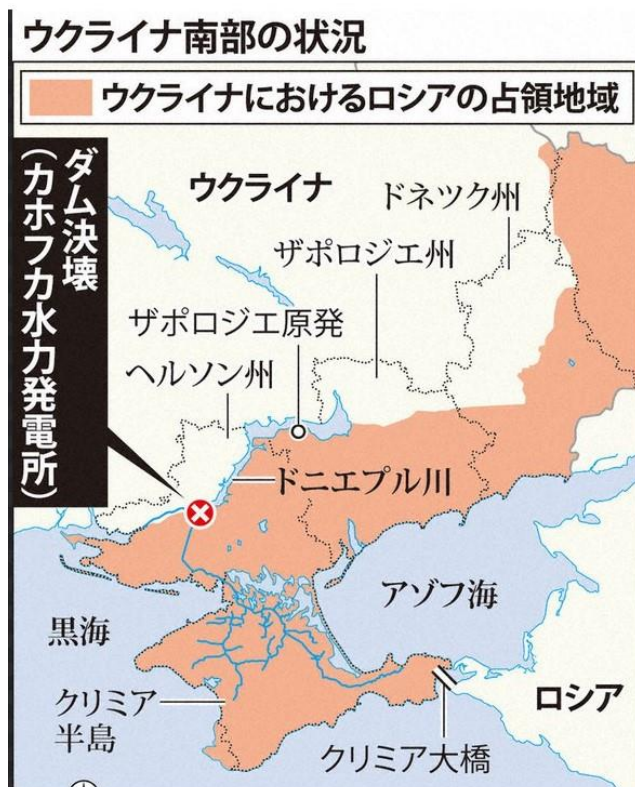 ウクライナ南部の状況
ウクライナにおけるロシアの占領地域
ダム決壊
(カホフカ水力発電所)
ウクライナ
ドネツク州
ザポロジエ州
ザポロジエ原発
ヘルソン州
ドニエプル川
アゾフ海
黒海
クリミア
半島
ロシア
クリミア大橋